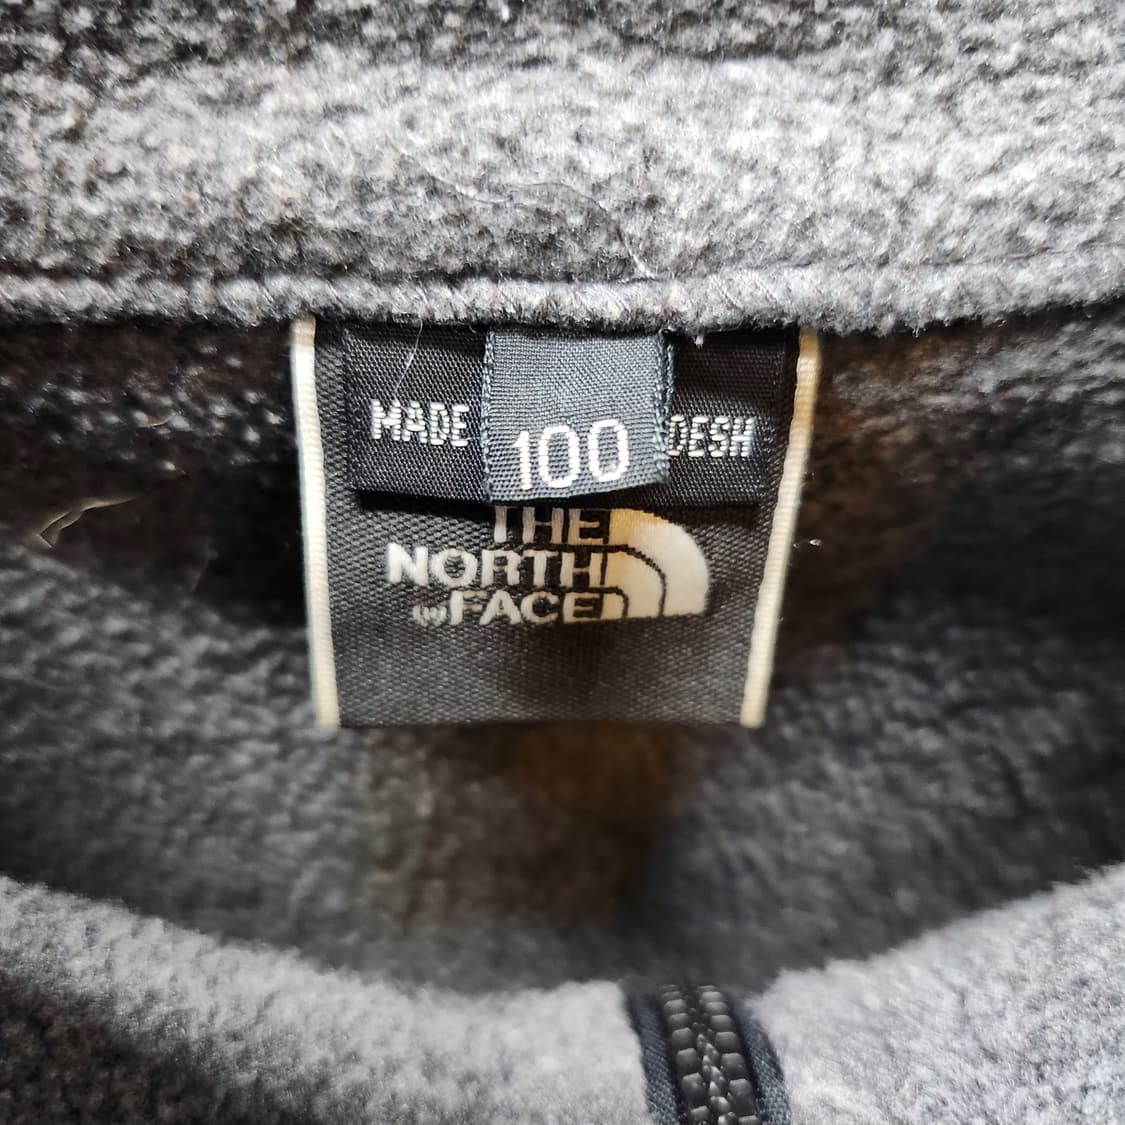 MADE 100 DESH
THE
NORTH
(w)FACE